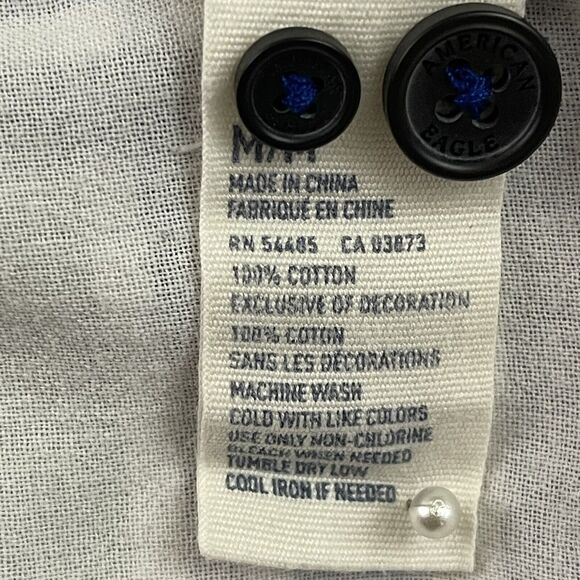 AMERICAN
EAGLE
M/M
MADE IN CHINA
FABRIQUÉ EN CHINE
RN 54485 CA 03873
100% COTTON
EXCLUSIVE OF DECORATION
100% COTON
SANS LES DÉCORATIONS
MACHINE WASH
COLD WITH LIKE COLORS
USE ONLY NON-CHLORINE
BLEACH WHEN NEEDED
TUMBLE DRY LOW
COOL IRON IF NEEDED